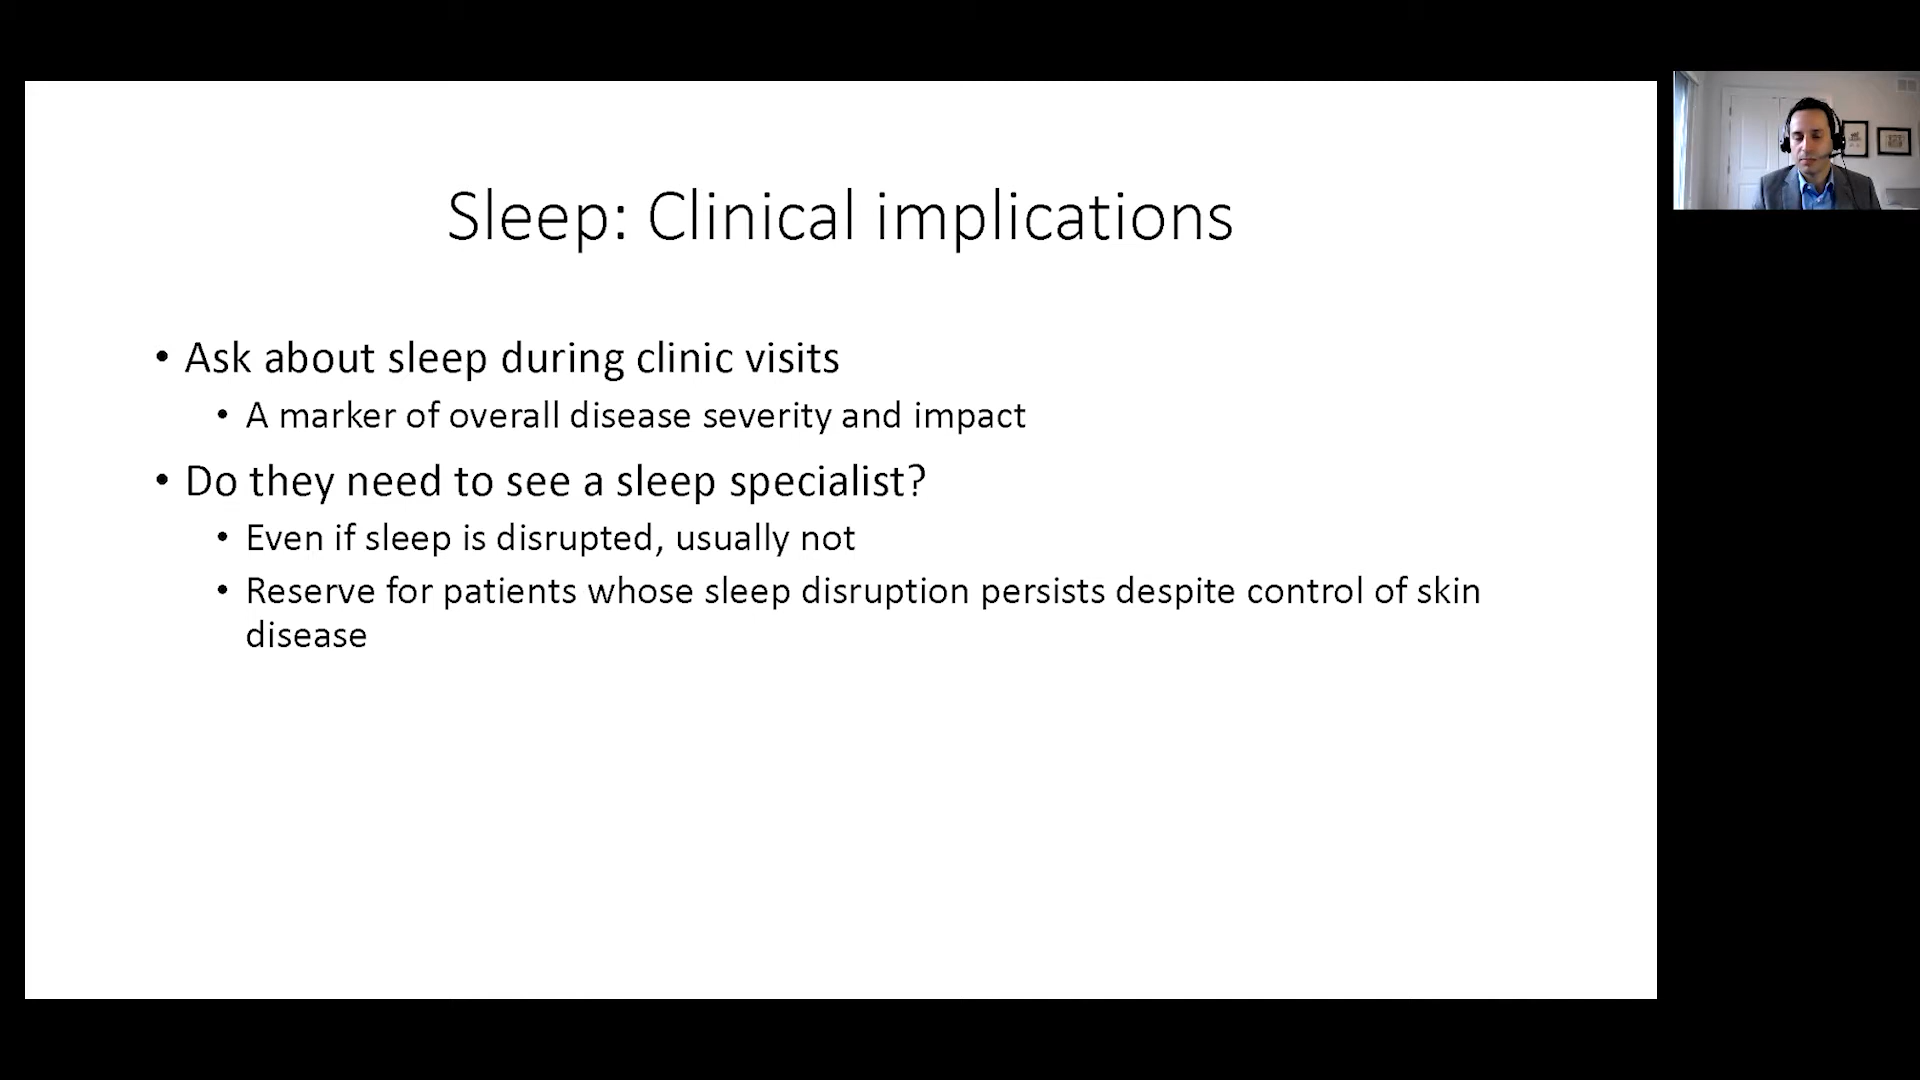 Sleep: Clinical implications
• Ask about sleep during clinic visits
• A marker of overall disease severity and impact
• Do they need to see a sleep specialist?
• Even if sleep is disrupted, usually not
• Reserve for patients whose sleep disruption persists despite control of skin
disease